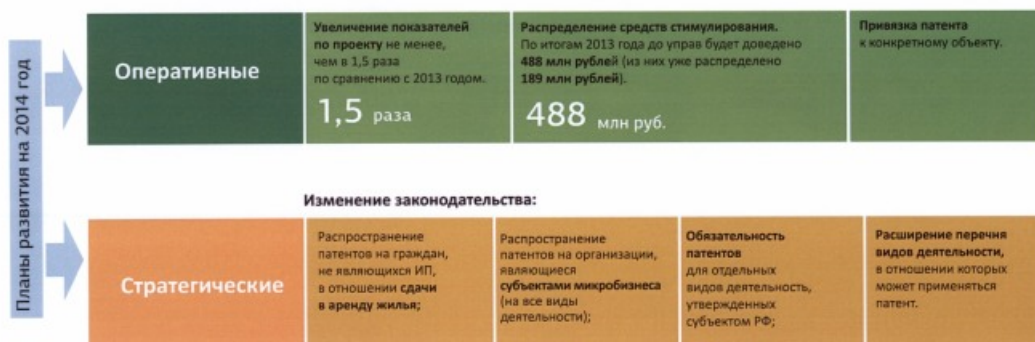 Планы развития на 2014 год
Оперативные
Увеличение показателей
по проекту не менее,
чем в 1,5 раза
по сравнению с 2013 годом.
1,5 раза
Распределение средств стимулирования.
По итогам 2013 года до управ будет доведено
488 млн рублей (из них уже распределено
189 млн рублей).
488 млн руб.
Привязка патента
к конкретному объекту.
Изменение законодательства:
Стратегические
Распространение
патентов на граждан,
не являющихся ИП,
в отношении сдачи
в аренду жилья;
Распространение
патентов на организации,
являющиеся
субъектами микробизнеса
(на все виды
деятельности);
Обязательность
патентов
для отдельных
видов деятельность,
утвержденных
субъектом РФ;
Расширение перечня
видов деятельности,
в отношении которых
может применяться
патент.